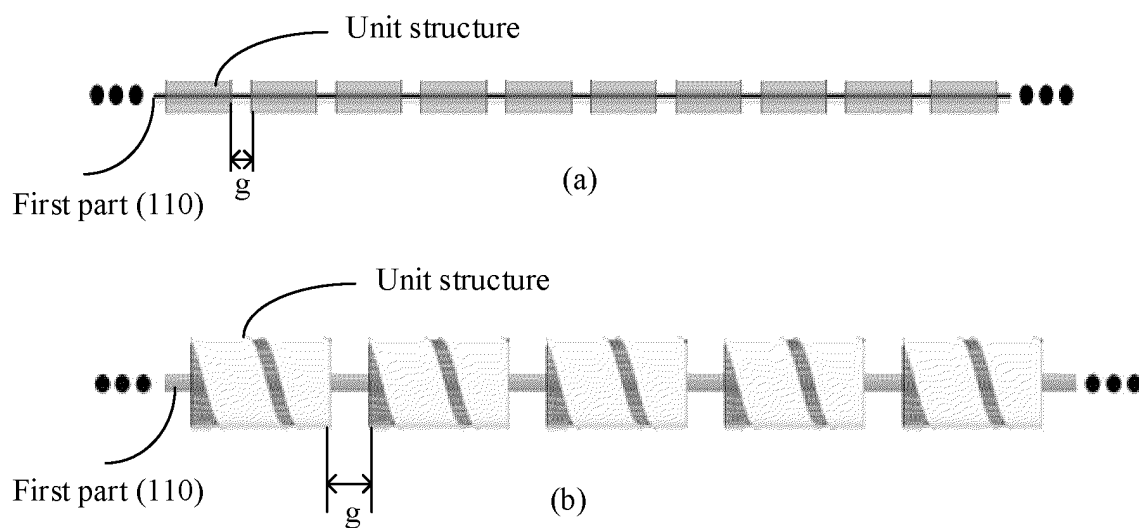 Unit structure
g
First part (110)
(a)
Unit structure
First part (110)
g
(b)